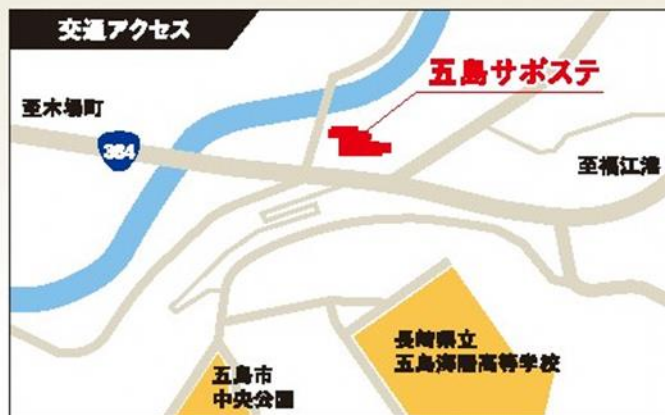 交通アクセス
五島サポステ
至木場町
384
至福江港
長崎県立
五島海陽高等学校
五島市
中央公園